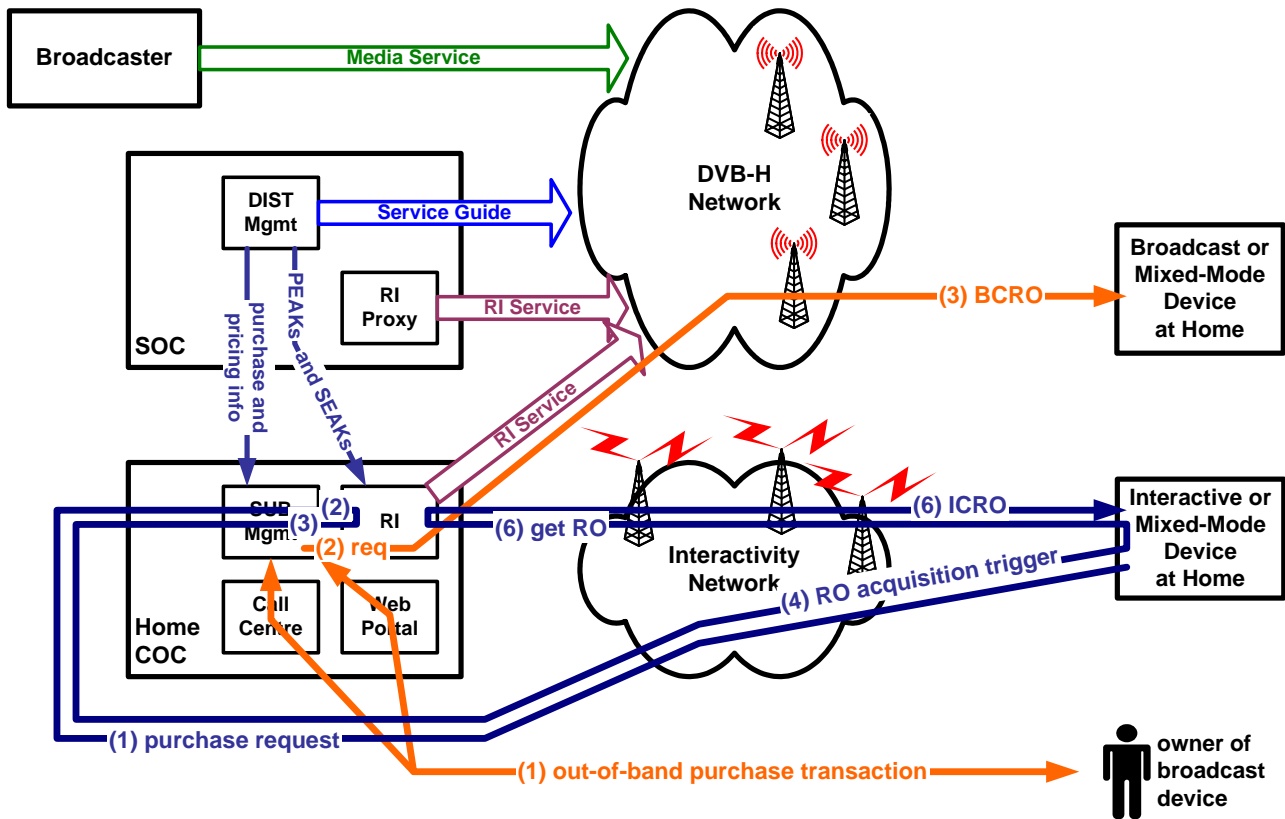 Broadcaster
Media Service
DVB-H
Network
DIST
Mgmt
Service Guide
purchase and
pricing info
PEAKs and SEAKs
RI
Proxy
RI Service
SOC
(3) BCRO
Broadcast or
Mixed-Mode
Device
at Home
RI Service
SUB
Mgmt
(2)
(3)
RI
(2) req
(6) get RO
(6) ICRO
Interactivity
Network
Interactive or
Mixed-Mode
Device
at Home
(4) RO acquisition trigger
Call
Centre
Web
Portal
Home
COC
(1) purchase request
(1) out-of-band purchase transaction
owner of
broadcast
device